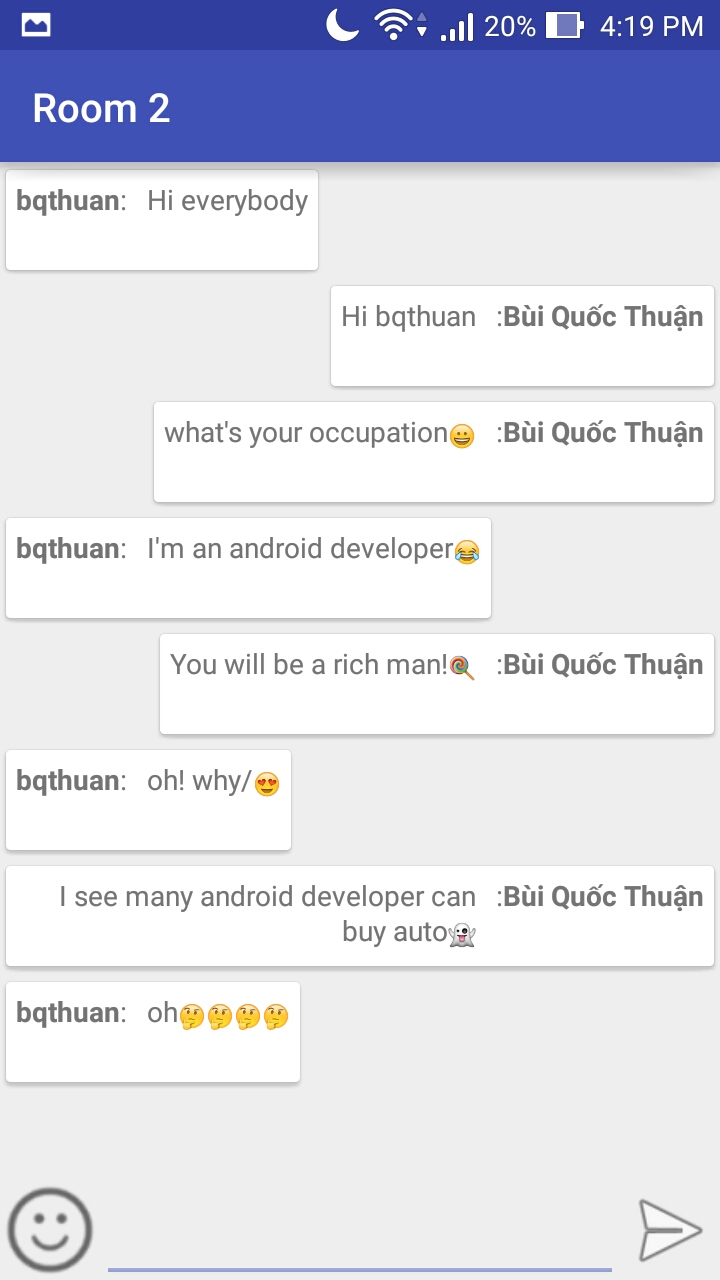 20% 4:19 PM
Room 2
bqthuan: Hi everybody
Hi bqthuan :Bùi Quốc Thuận
what's your occupation😀 :Bùi Quốc Thuận
bqthuan: I'm an android developer😂
You will be a rich man!🍭 :Bùi Quốc Thuận
bqthuan: oh! why/😍
I see many android developer can :Bùi Quốc Thuận
buy auto👻
bqthuan: oh🤔🤔🤔🤔